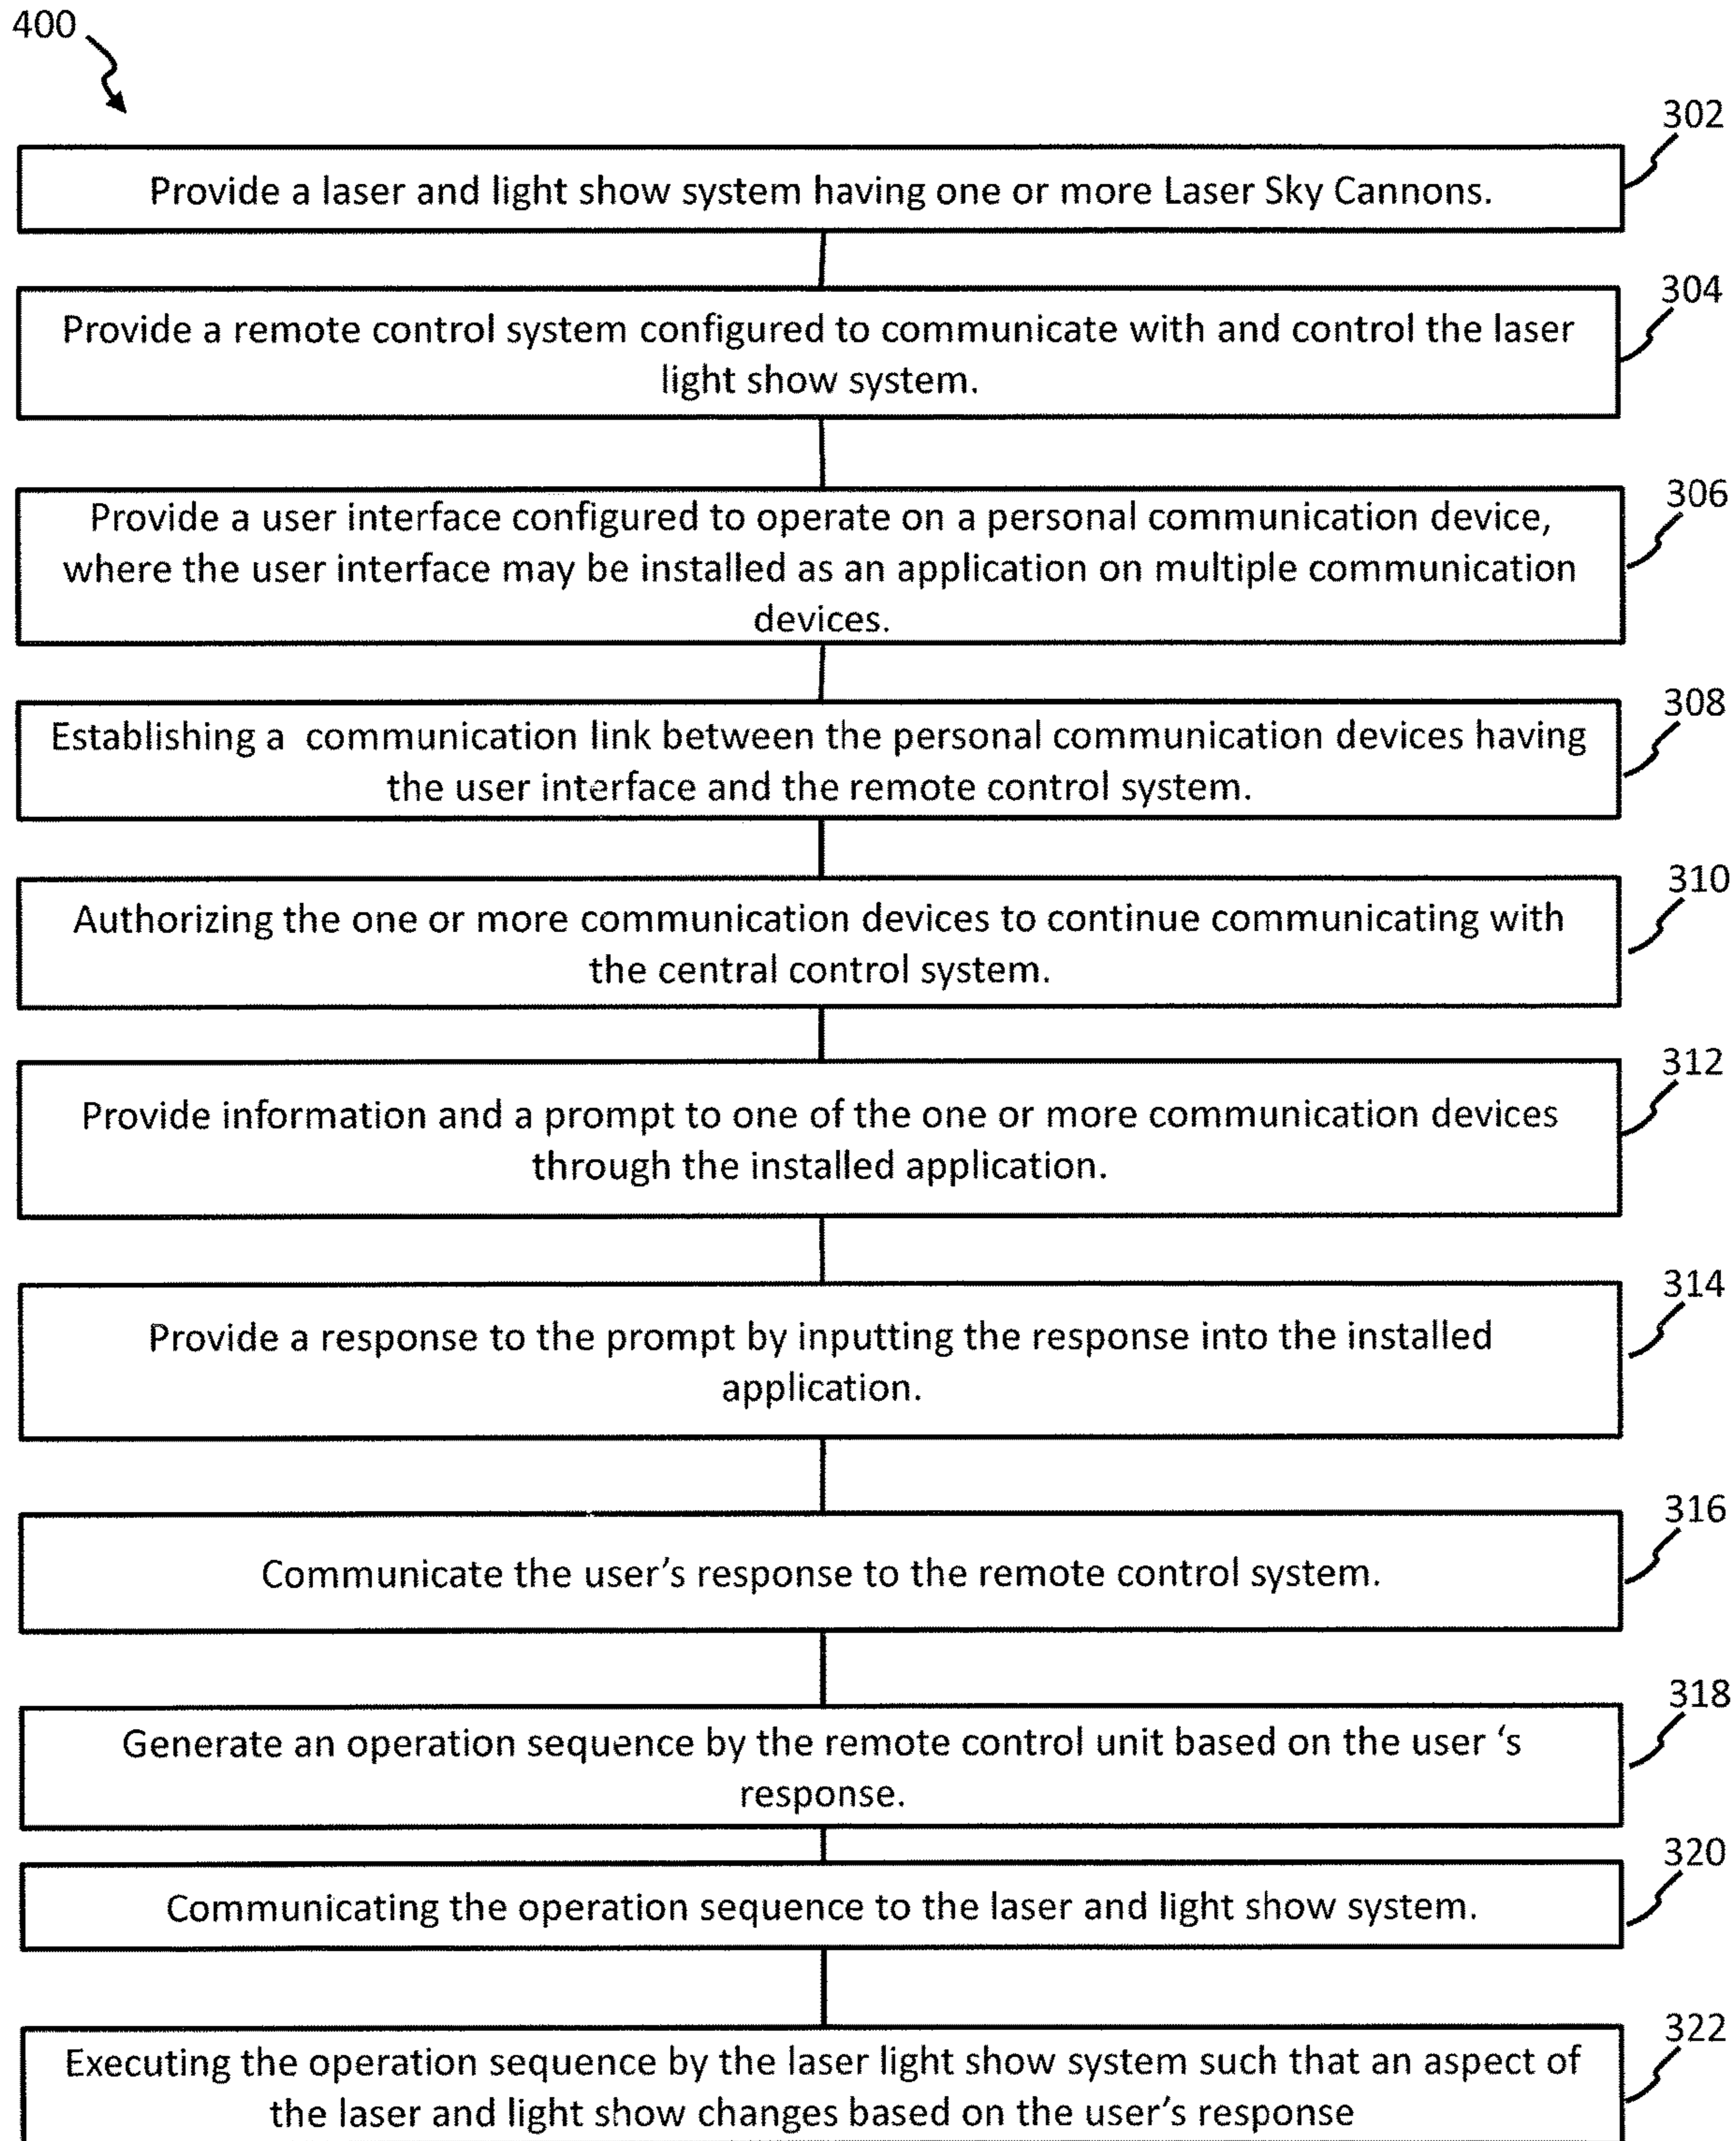 400
302
Provide a laser and light show system having one or more Laser Sky Cannons.
304
Provide a remote control system configured to communicate with and control the laser
light show system.
306
Provide a user interface configured to operate on a personal communication device,
where the user interface may be installed as an application on multiple communication
devices.
308
Establishing a communication link between the personal communication devices having
the user interface and the remote control system.
310
Authorizing the one or more communication devices to continue communicating with
the central control system.
312
Provide information and a prompt to one of the one or more communication devices
through the installed application.
314
Provide a response to the prompt by inputting the response into the installed
application.
316
Communicate the user’s response to the remote control system.
318
Generate an operation sequence by the remote control unit based on the user ‘s
response.
320
Communicating the operation sequence to the laser and light show system.
322
Executing the operation sequence by the laser light show system such that an aspect of
the laser and light show changes based on the user’s response